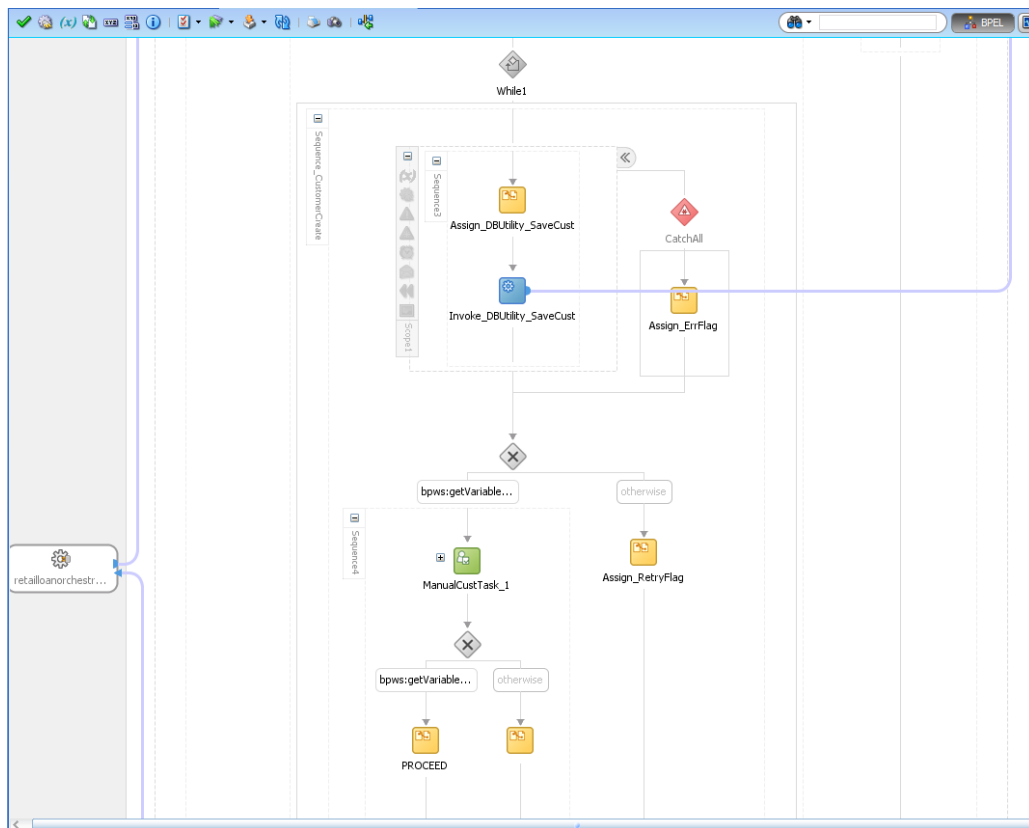 BPEL
While1
Sequence_CustomerCreate
Sequence3
Assign_DBUtility_SaveCust
CatchAll
Invoke_DBUtility_SaveCust
Assign_ErrFlag
Scope1
bpws:getVariable...
otherwise
Sequence4
retailloanorchestr...
ManualCustTask_1
Assign_RetryFlag
bpws:getVariable...
otherwise
PROCEED